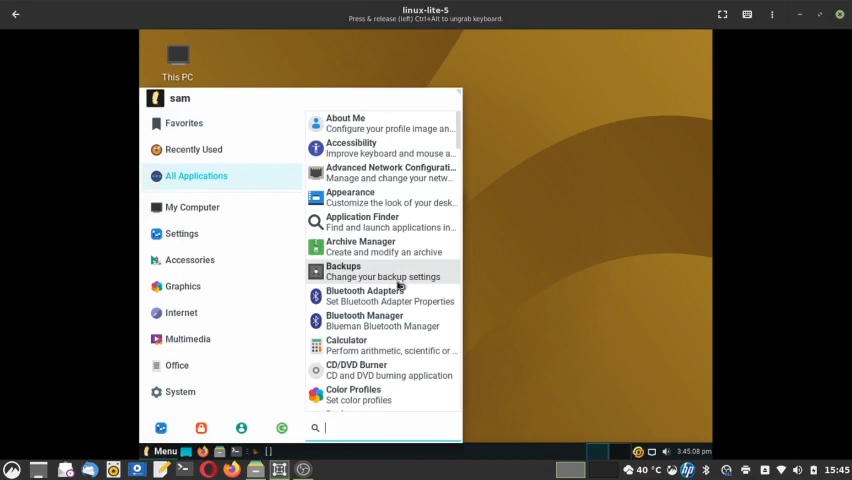 linux-lite-5
Press & release (left) Ctrl+Alt to ungrab keyboard.
This PC
sam
Favorites
Recently Used
All Applications
My Computer
Settings
Accessories
Graphics
Internet
Multimedia
Office
System
About Me
Configure your profile image an...
Accessibility
Improve keyboard and mouse a...
Advanced Network Configurati...
Manage and change your netw...
Appearance
Customize the look of your desk...
Application Finder
Find and launch applications in...
Archive Manager
Create and modify an archive
Backups
Change your backup settings
Bluetooth Adapters
Set Bluetooth Adapter Properties
Bluetooth Manager
Blueman Bluetooth Manager
Calculator
Perform arithmetic, scientific or ...
CD/DVD Burner
CD and DVD burning application
Color Profiles
Set color profiles
Menu
3:45:08 pm
40 °C
hp
15:45